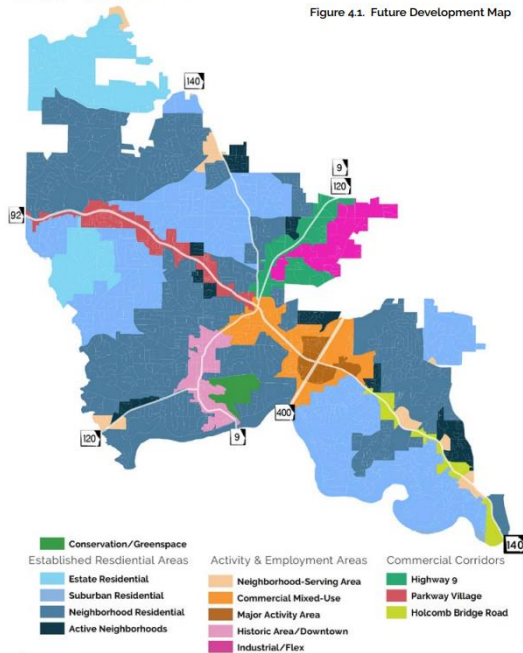 Figure 4.1. Future Development Map
140
9
120
92
400
120
9
140
Conservation/Greenspace
Established Resdiential Areas
Estate Residential
Suburban Residential
Neighborhood Residential
Active Neighborhoods
Activity & Employment Areas
Neighborhood-Serving Area
Commercial Mixed-Use
Major Activity Area
Historic Area/Downtown
Industrial/Flex
Commercial Corridors
Highway 9
Parkway Village
Holcomb Bridge Road